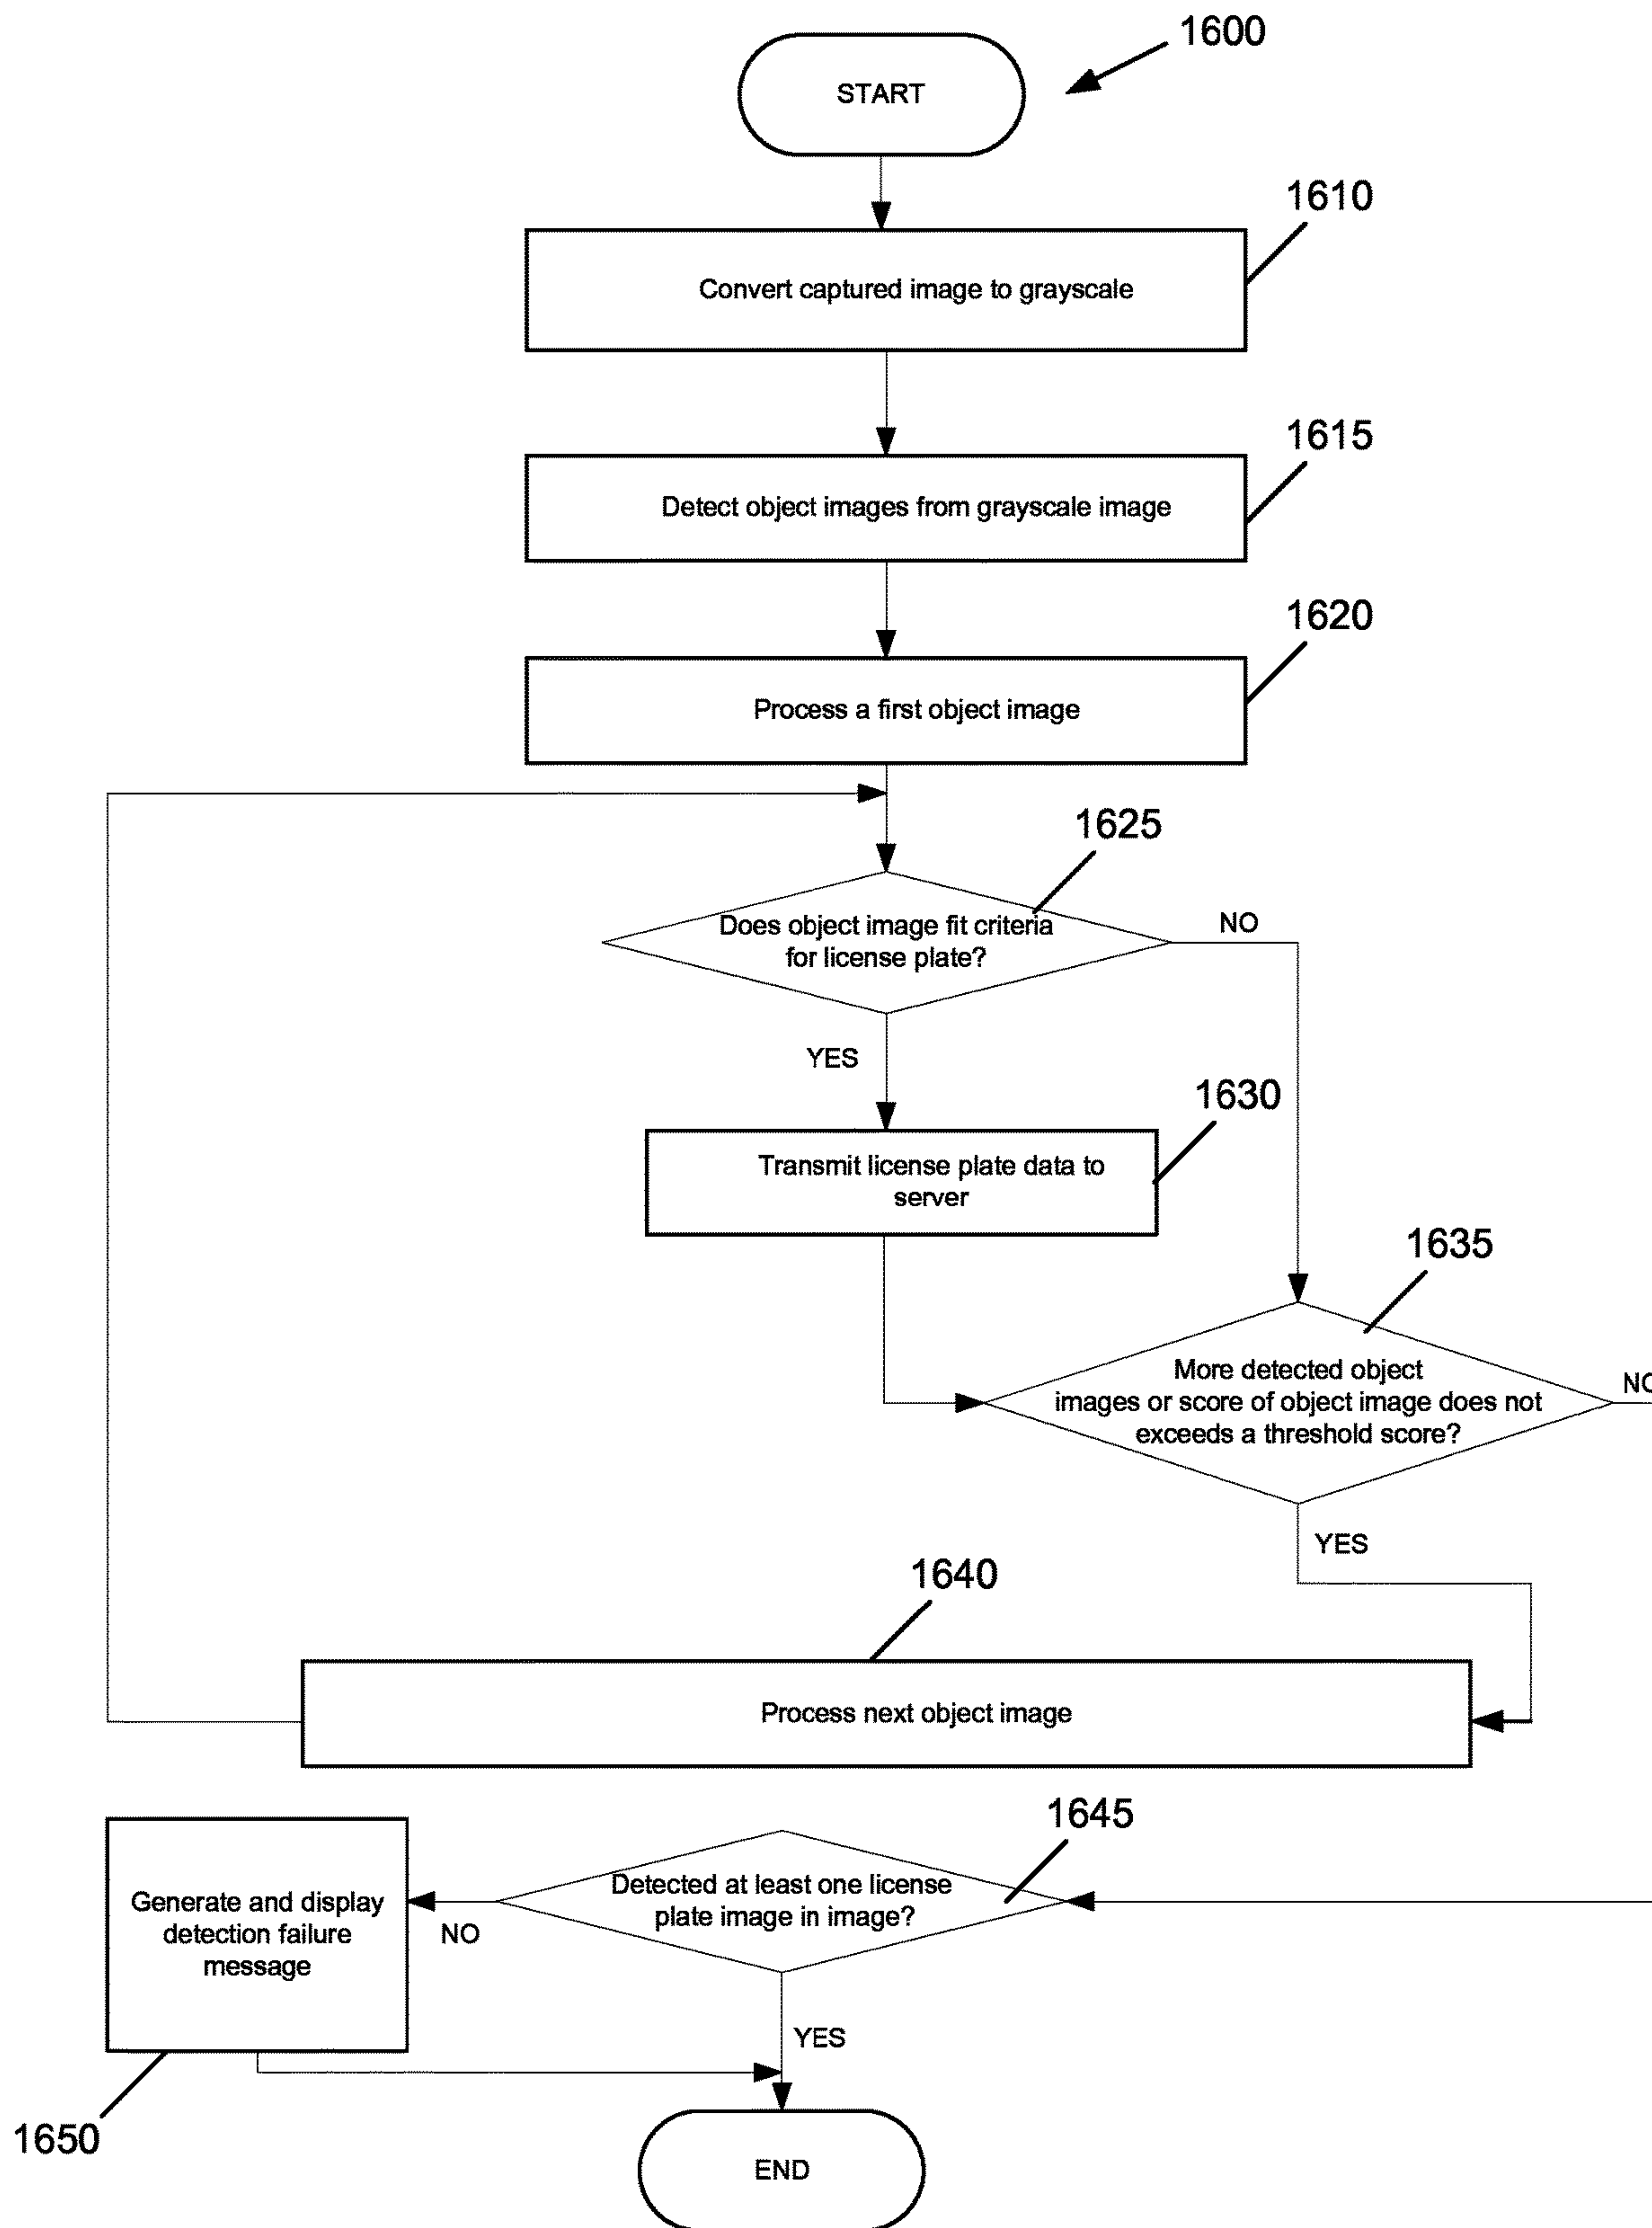 1600
START
1610
Convert captured image to grayscale
1615
Detect object images from grayscale image
1620
Process a first object image
1625
Does object image fit criteria
for license plate?
NO
YES
1630
Transmit license plate data to
server
1635
More detected object
images or score of object image does not
exceeds a threshold score?
NO
YES
1640
Process next object image
1645
Detected at least one license
plate image in image?
Generate and display
detection failure
message
NO
YES
1650
END